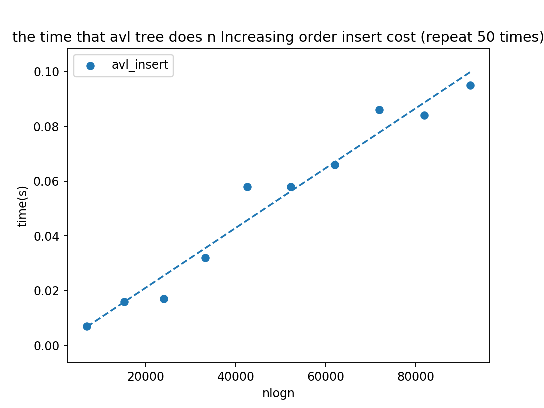 the time that avl tree does n Increasing order insert cost (repeat 50 times)
avl_insert
0.10
0.08
0.06
0.04
0.02
0.00
time(s)
20000
40000
60000
80000
nlogn